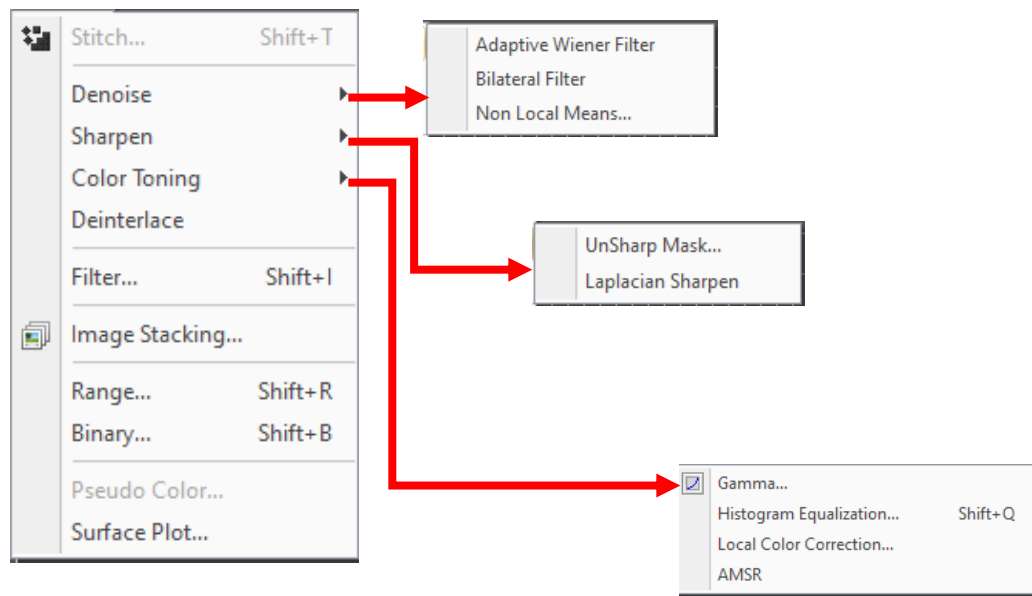 Stitch... Shift+T
Denoise
Sharpen
Color Toning
Deinterlace
Filter... Shift+I
Image Stacking...
Range... Shift+R
Binary... Shift+B
Pseudo Color...
Surface Plot...
Adaptive Wiener Filter
Bilateral Filter
Non Local Means...
UnSharp Mask...
Laplacian Sharpen
Gamma...
Histogram Equalization... Shift+Q
Local Color Correction...
AMSR